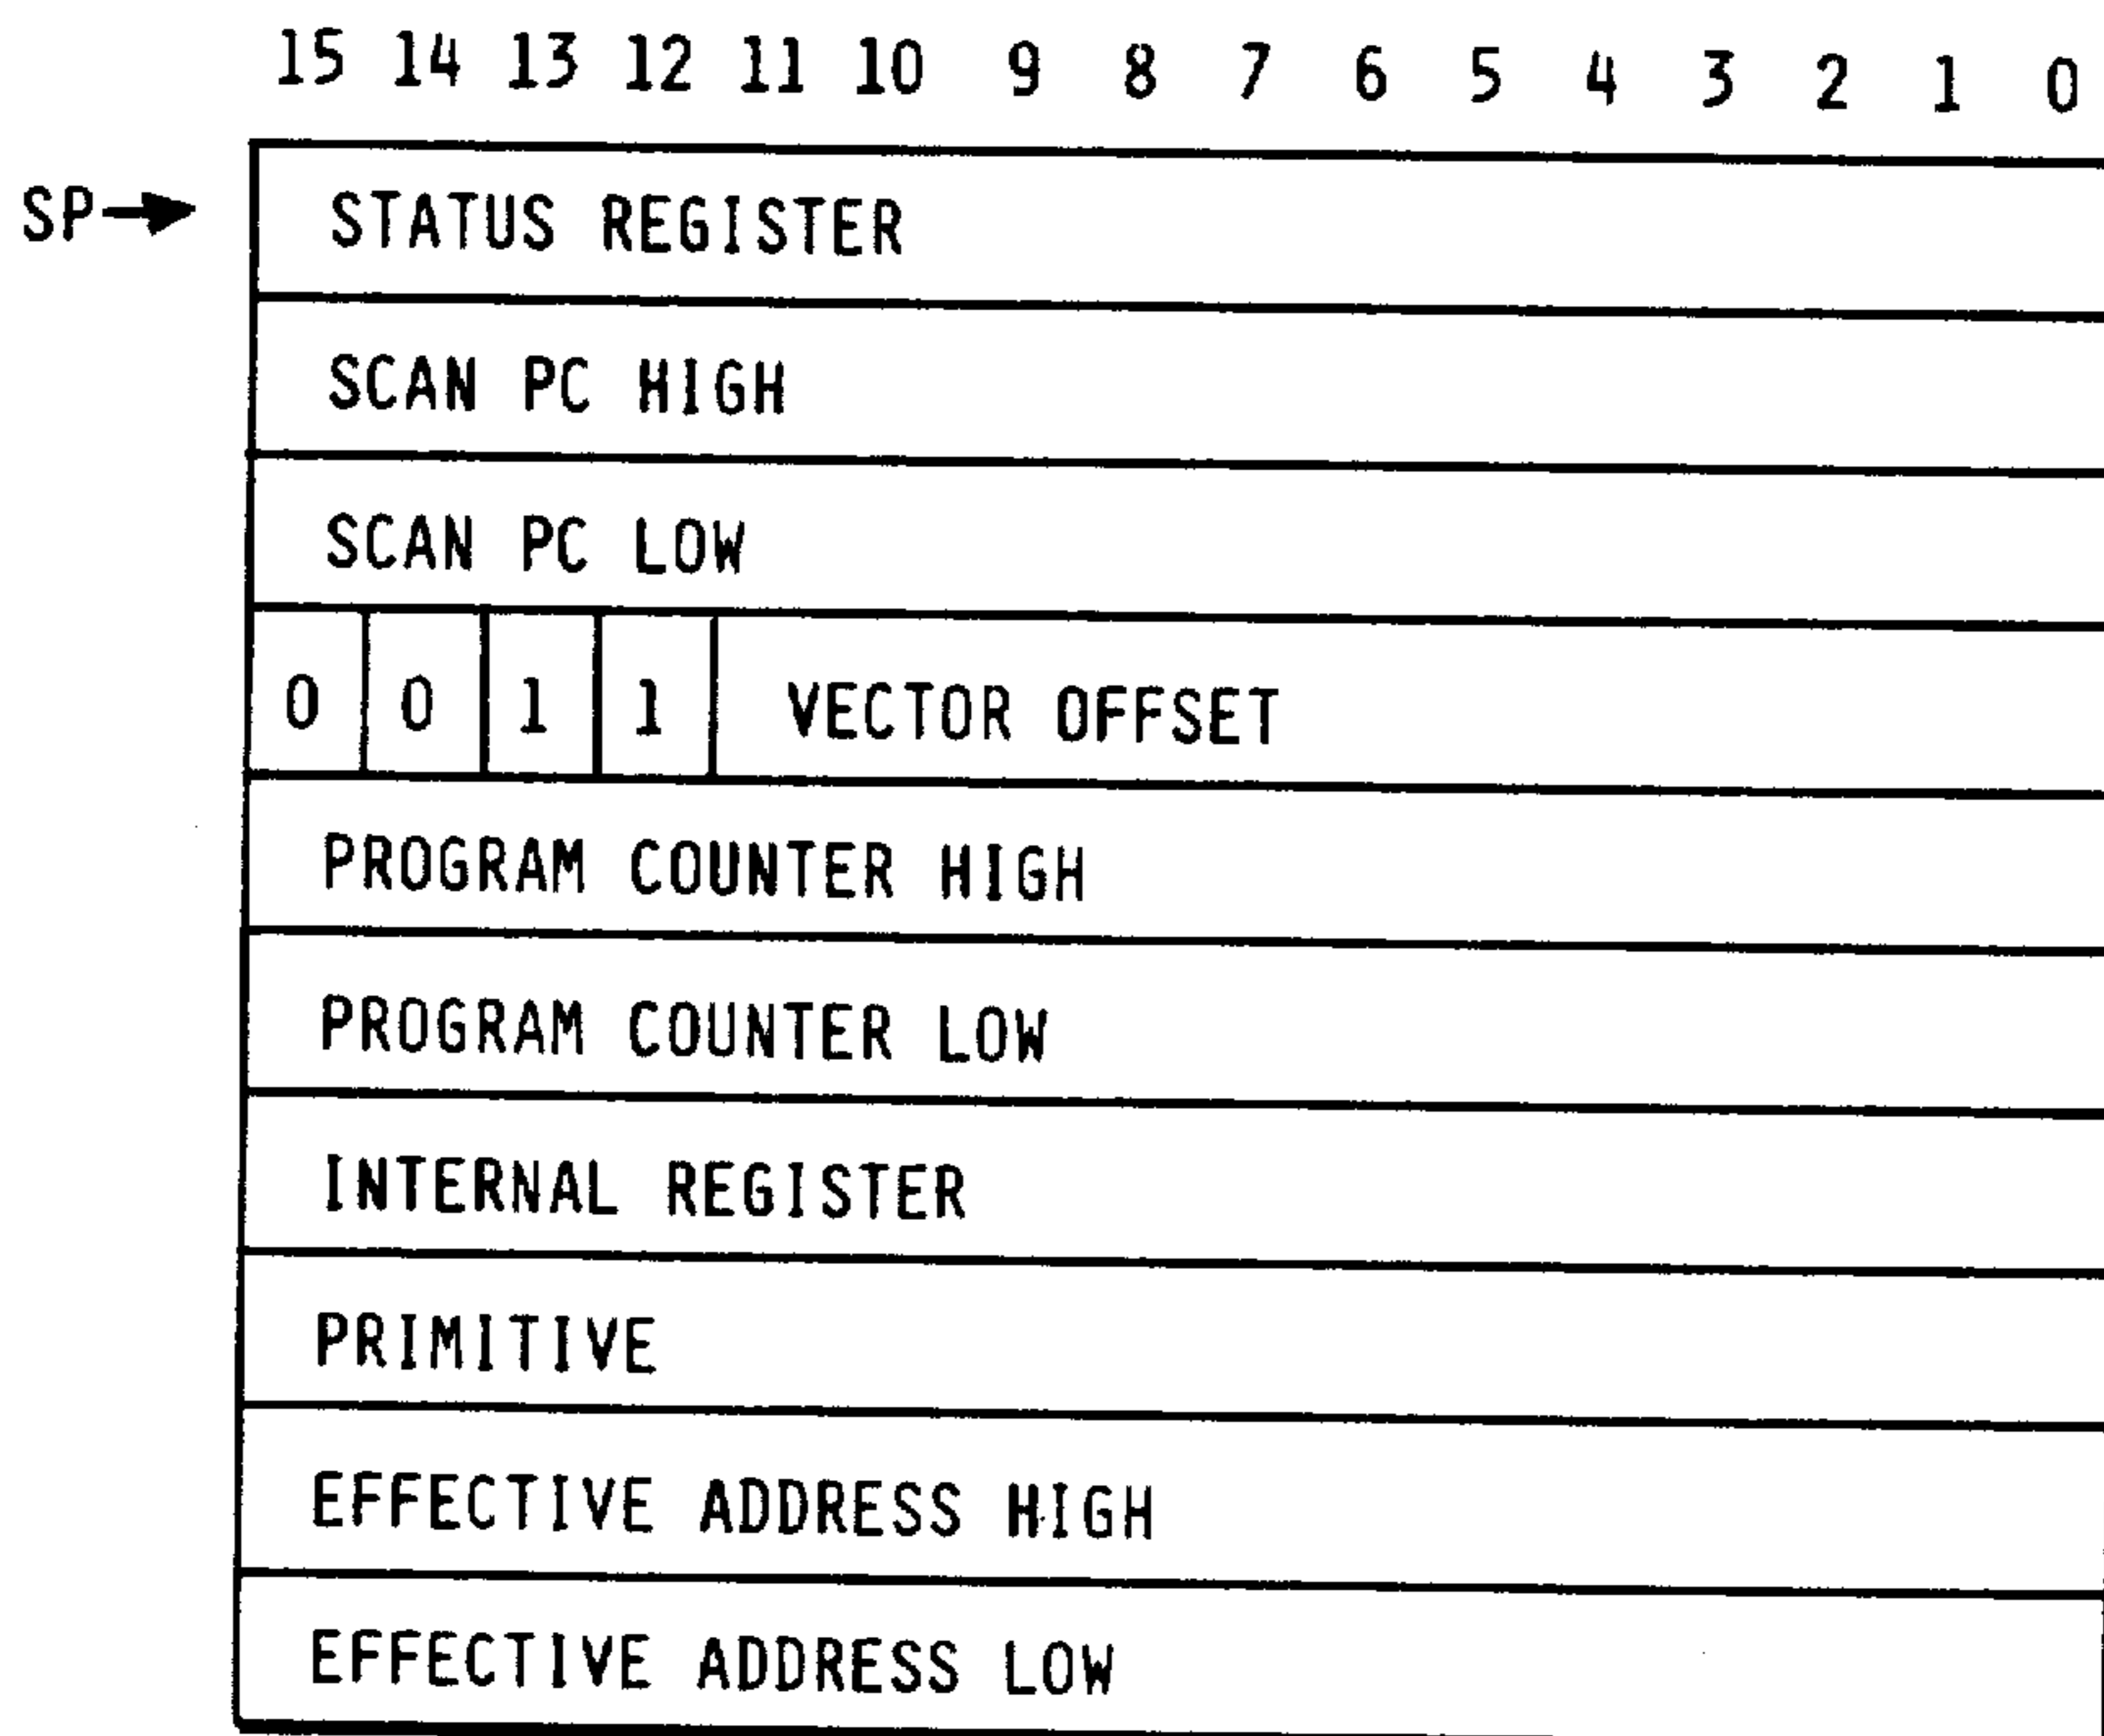 15 14 13 12 11 10 9 8 7 6 5 4 3 2 1 0
SP
STATUS REGISTER
SCAN PC HIGH
SCAN PC LOW
0 0 1 1 VECTOR OFFSET
PROGRAM COUNTER HIGH
PROGRAM COUNTER LOW
INTERNAL REGISTER
PRIMITIVE
EFFECTIVE ADDRESS HIGH
EFFECTIVE ADDRESS LOW